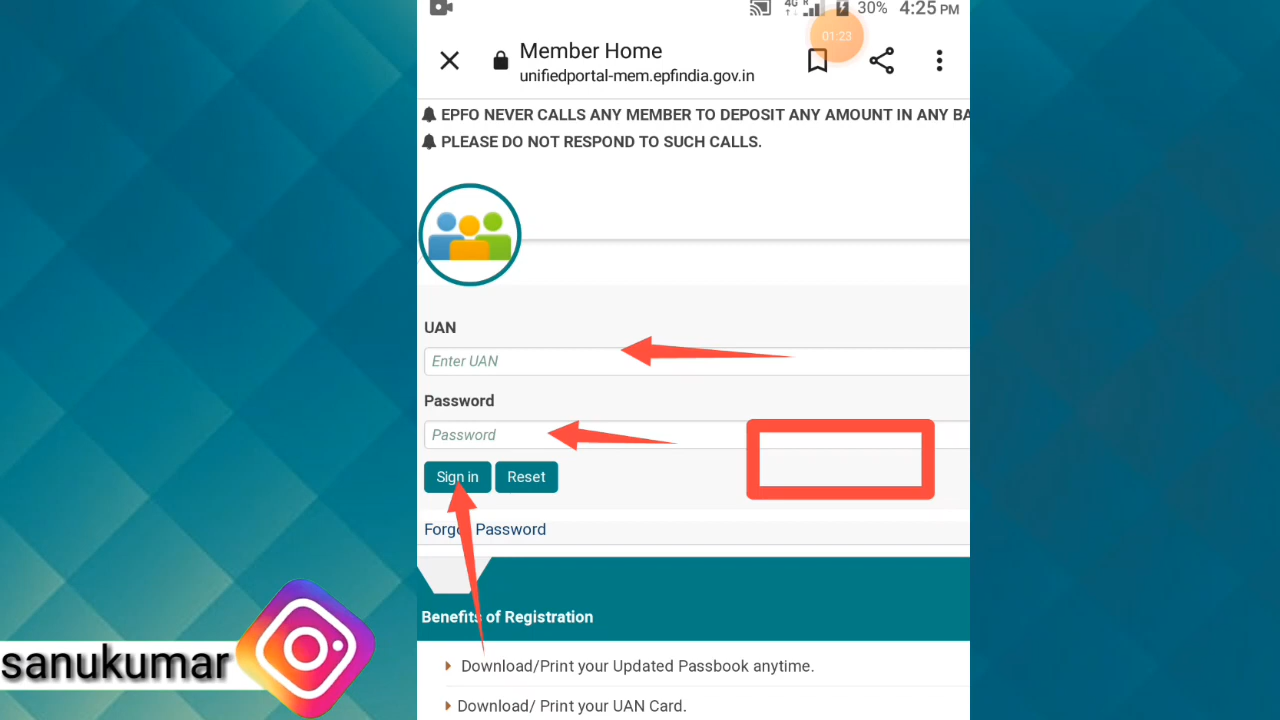 4G R 30% 4:25 PM
01:23
Member Home
unifiedportal-mem.epfindia.gov.in
EPFO NEVER CALLS ANY MEMBER TO DEPOSIT ANY AMOUNT IN ANY BA
PLEASE DO NOT RESPOND TO SUCH CALLS.
UAN
Enter UAN
Password
Password
Sign in Reset
Forgot Password
Benefits of Registration
Download/Print your Updated Passbook anytime.
Download/ Print your UAN Card.
sanukumar